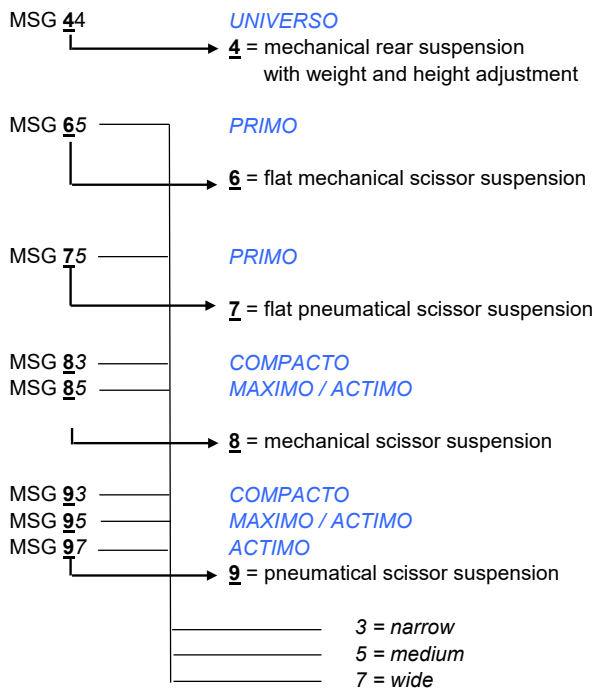 MSG 44 UNIVERSO
4 = mechanical rear suspension
with weight and height adjustment
MSG 65 PRIMO
6 = flat mechanical scissor suspension
MSG 75 PRIMO
7 = flat pneumatical scissor suspension
MSG 83 COMPACTO
MSG 85 MAXIMO / ACTIMO
8 = mechanical scissor suspension
MSG 93 COMPACTO
MSG 95 MAXIMO / ACTIMO
MSG 97 ACTIMO
9 = pneumatical scissor suspension
3 = narrow
5 = medium
7 = wide